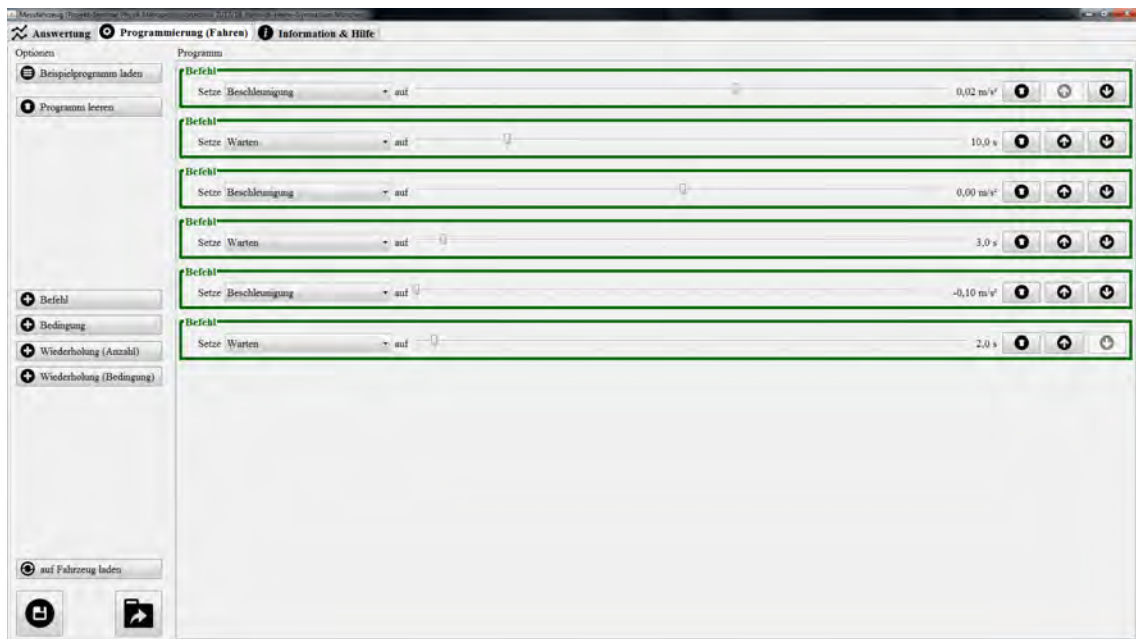 Messfahrzeug
Auswertung Programmierung (Fahren) Information & Hilfe
Optionen
Programm
Beispielprogramm laden
Programm leeren
Befehl
Setze Beschleunigung auf 0,02 m/s²
Befehl
Setze Warten auf 10,0 s
Befehl
Setze Beschleunigung auf 0,00 m/s²
Befehl
Setze Warten auf 3,0 s
Befehl
Setze Beschleunigung auf -0,10 m/s²
Befehl
Setze Warten auf 2,0 s
Befehl
Bedingung
Wiederholung (Anzahl)
Wiederholung (Bedingung)
auf Fahrzeug laden